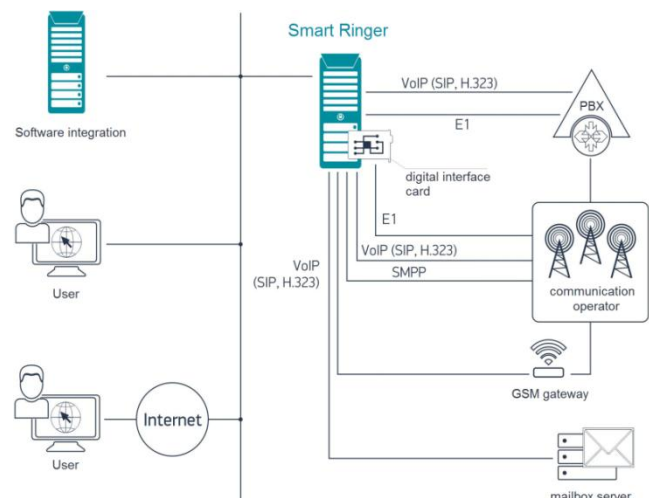 Smart Ringer
VoIP (SIP, H.323)
PBX
Software integration
E1
digital interface
card
E1
VoIP (SIP, H.323)
SMPP
VoIP
(SIP, H.323)
communication
operator
User
GSM gateway
Internet
User
mailbox server